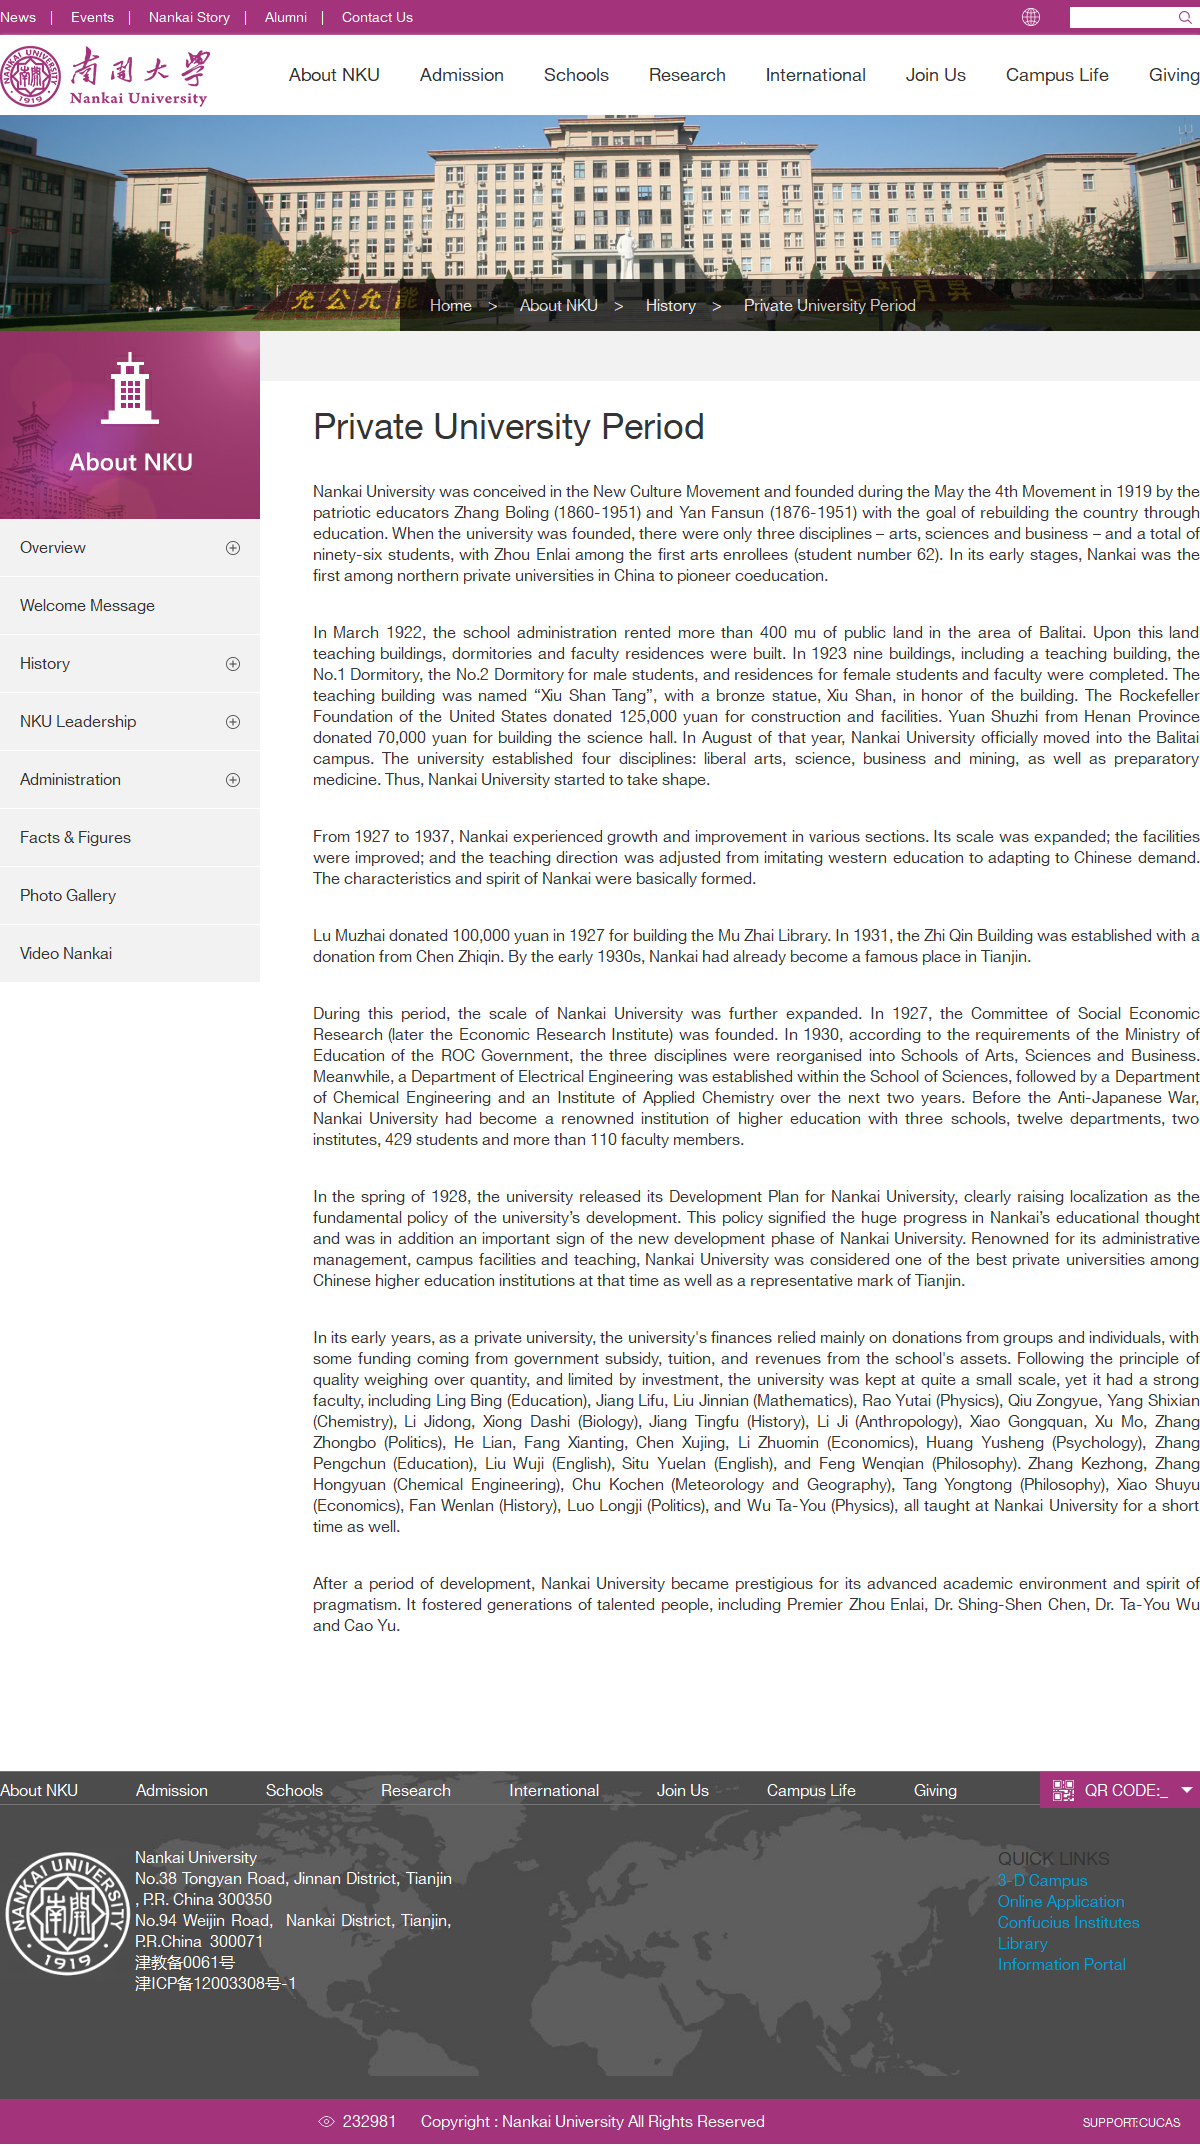 News | Events | Nankai Story | Alumni | Contact Us
NANKAI UNIVERSITY
1919
南開大學
Nankai University
About NKU Admission Schools Research International Join Us Campus Life Giving
允公允能
日新月异
Home > About NKU > History > Private University Period
About NKU
Overview
Welcome Message
History
NKU Leadership
Administration
Facts & Figures
Photo Gallery
Video Nankai
Private University Period
Nankai University was conceived in the New Culture Movement and founded during the May the 4th Movement in 1919 by the
patriotic educators Zhang Boling (1860-1951) and Yan Fansun (1876-1951) with the goal of rebuilding the country through
education. When the university was founded, there were only three disciplines – arts, sciences and business – and a total of
ninety-six students, with Zhou Enlai among the first arts enrollees (student number 62). In its early stages, Nankai was the
first among northern private universities in China to pioneer coeducation.
In March 1922, the school administration rented more than 400 mu of public land in the area of Balitai. Upon this land
teaching buildings, dormitories and faculty residences were built. In 1923 nine buildings, including a teaching building, the
No.1 Dormitory, the No.2 Dormitory for male students, and residences for female students and faculty were completed. The
teaching building was named “Xiu Shan Tang”, with a bronze statue, Xiu Shan, in honor of the building. The Rockefeller
Foundation of the United States donated 125,000 yuan for construction and facilities. Yuan Shuzhi from Henan Province
donated 70,000 yuan for building the science hall. In August of that year, Nankai University officially moved into the Balitai
campus. The university established four disciplines: liberal arts, science, business and mining, as well as preparatory
medicine. Thus, Nankai University started to take shape.
From 1927 to 1937, Nankai experienced growth and improvement in various sections. Its scale was expanded; the facilities
were improved; and the teaching direction was adjusted from imitating western education to adapting to Chinese demand.
The characteristics and spirit of Nankai were basically formed.
Lu Muzhai donated 100,000 yuan in 1927 for building the Mu Zhai Library. In 1931, the Zhi Qin Building was established with a
donation from Chen Zhiqin. By the early 1930s, Nankai had already become a famous place in Tianjin.
During this period, the scale of Nankai University was further expanded. In 1927, the Committee of Social Economic
Research (later the Economic Research Institute) was founded. In 1930, according to the requirements of the Ministry of
Education of the ROC Government, the three disciplines were reorganised into Schools of Arts, Sciences and Business.
Meanwhile, a Department of Electrical Engineering was established within the School of Sciences, followed by a Department
of Chemical Engineering and an Institute of Applied Chemistry over the next two years. Before the Anti-Japanese War,
Nankai University had become a renowned institution of higher education with three schools, twelve departments, two
institutes, 429 students and more than 110 faculty members.
In the spring of 1928, the university released its Development Plan for Nankai University, clearly raising localization as the
fundamental policy of the university’s development. This policy signified the huge progress in Nankai’s educational thought
and was in addition an important sign of the new development phase of Nankai University. Renowned for its administrative
management, campus facilities and teaching, Nankai University was considered one of the best private universities among
Chinese higher education institutions at that time as well as a representative mark of Tianjin.
In its early years, as a private university, the university's finances relied mainly on donations from groups and individuals, with
some funding coming from government subsidy, tuition, and revenues from the school's assets. Following the principle of
quality weighing over quantity, and limited by investment, the university was kept at quite a small scale, yet it had a strong
faculty, including Ling Bing (Education), Jiang Lifu, Liu Jinnian (Mathematics), Rao Yutai (Physics), Qiu Zongyue, Yang Shixian
(Chemistry), Li Jidong, Xiong Dashi (Biology), Jiang Tingfu (History), Li Ji (Anthropology), Xiao Gongquan, Xu Mo, Zhang
Zhongbo (Politics), He Lian, Fang Xianting, Chen Xujing, Li Zhuomin (Economics), Huang Yusheng (Psychology), Zhang
Pengchun (Education), Liu Wuji (English), Situ Yuelan (English), and Feng Wenqian (Philosophy). Zhang Kezhong, Zhang
Hongyuan (Chemical Engineering), Chu Kochen (Meteorology and Geography), Tang Yongtong (Philosophy), Xiao Shuyu
(Economics), Fan Wenlan (History), Luo Longji (Politics), and Wu Ta-You (Physics), all taught at Nankai University for a short
time as well.
After a period of development, Nankai University became prestigious for its advanced academic environment and spirit of
pragmatism. It fostered generations of talented people, including Premier Zhou Enlai, Dr. Shing-Shen Chen, Dr. Ta-You Wu
and Cao Yu.
About NKU Admission Schools Research International Join Us Campus Life Giving QR CODE:_
NANKAI UNIVERSITY
1919
Nankai University
No.38 Tongyan Road, Jinnan District, Tianjin
, P.R. China 300350
No.94 Weijin Road, Nankai District, Tianjin,
P.R.China 300071
津教备0061号
津ICP备12003308号-1
QUICK LINKS
3-D Campus
Online Application
Confucius Institutes
Library
Information Portal
232981 Copyright : Nankai University All Rights Reserved
SUPPORT:CUCAS